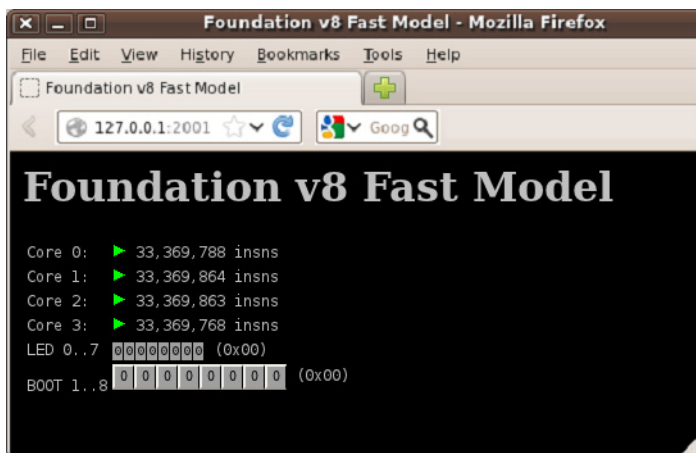 Foundation v8 Fast Model - Mozilla Firefox
File Edit View History Bookmarks Tools Help
Foundation v8 Fast Model
127.0.0.1:2001 Goog
Foundation v8 Fast Model
Core 0: 33,369,788 insns
Core 1: 33,369,864 insns
Core 2: 33,369,863 insns
Core 3: 33,369,768 insns
LED 0..7 00000000 (0x00)
BOOT 1..8 0 0 0 0 0 0 0 0 (0x00)